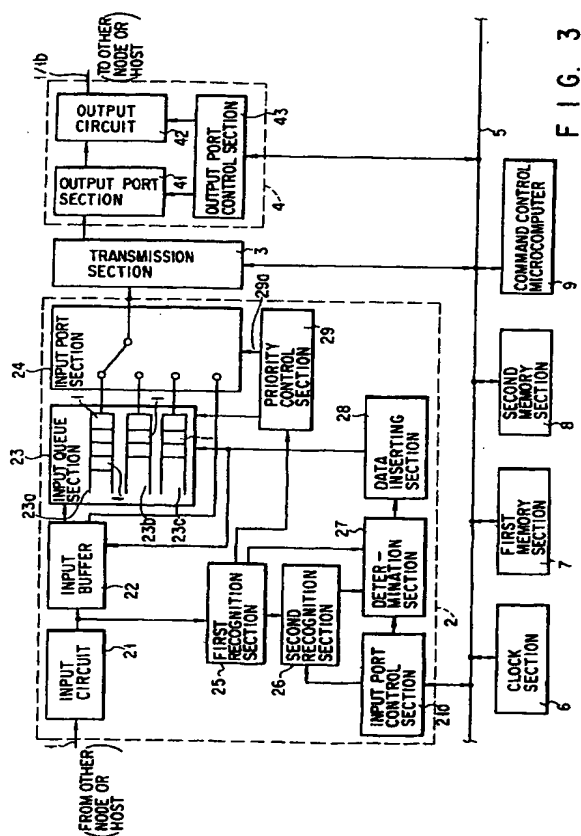 (FROM OTHER
NODE OR
HOST)
1
INPUT CIRCUIT
21
INPUT
BUFFER
22
23
INPUT QUEUE
SECTION
23a
23b
23c
24
INPUT PORT
SECTION
FIRST
RECOGNITION
SECTION
25
SECOND
RECOGNITION
SECTION
26
INPUT PORT
CONTROL
SECTION
210
DETER-
MINATION
SECTION
27
DATA
INSERTING
SECTION
28
PRIORITY
CONTROL
SECTION
29
290
2
TRANSMISSION
SECTION
3
OUTPUT PORT
SECTION
41
OUTPUT
CIRCUIT
42
OUTPUT PORT
CONTROL SECTION
43
4
(TO OTHER
NODE OR
HOST)
5
CLOCK
SECTION
6
FIRST
MEMORY
SECTION
7
SECOND
MEMORY
SECTION
8
COMMAND CONTROL
MICROCOMPUTER
9
FIG. 3